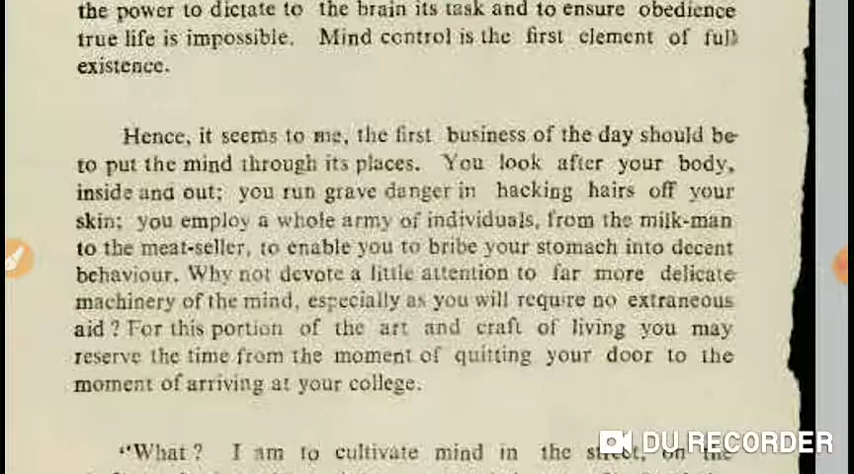 the power to dictate to the brain its task and to ensure obedience
true life is impossible. Mind control is the first element of full
existence.
Hence, it seems to me, the first business of the day should be
to put the mind through its places. You look after your body,
inside and out; you run grave danger in hacking hairs off your
skin; you employ a whole army of individuals, from the milk-man
to the meat-seller, to enable you to bribe your stomach into decent
behaviour. Why not devote a little attention to far more delicate
machinery of the mind, especially as you will require no extraneous
aid ? For this portion of the art and craft of living you may
reserve the time from the moment of quitting your door to the
moment of arriving at your college.
"What ? I am to cultivate mind in the street, on the
DU RECORDER